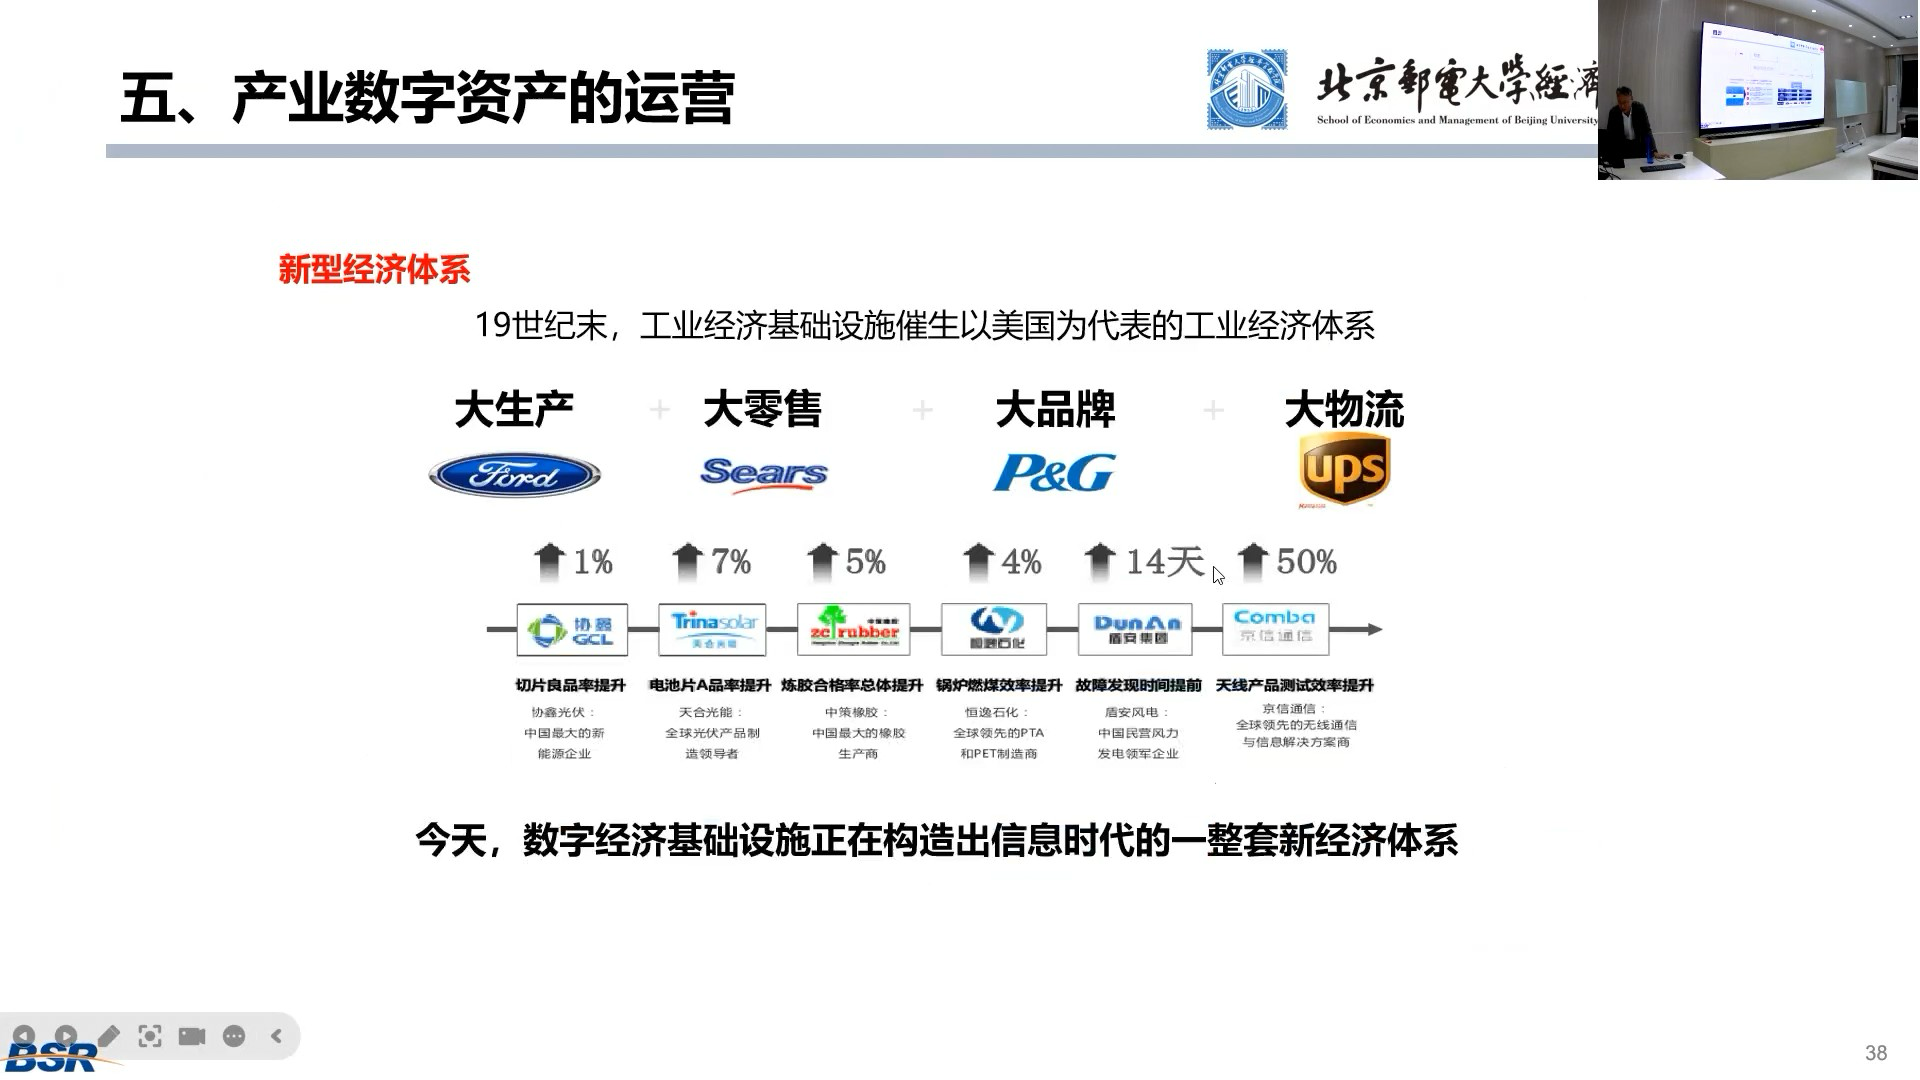 五、产业数字资产的运营
北京郵電大学經濟
School of Economics and Management of Beijing University
新型经济体系
19世纪末，工业经济基础设施催生以美国为代表的工业经济体系
大生产 + 大零售 + 大品牌 + 大物流
Ford Sears P&G ups
1% 7% 5% 4% 14天 50%
协鑫 GCL
Trinasolar
天合光能
中策橡胶
zc rubber
恒逸石化
DunAn
盾安集团
Comba
京信通信
切片良品率提升 电池片A品率提升 炼胶合格率总体提升 锅炉燃煤效率提升 故障发现时间提前 天线产品测试效率提升
协鑫光伏：
中国最大的新
能源企业
天合光能：
全球光伏产品制
造领导者
中策橡胶：
中国最大的橡胶
生产商
恒逸石化：
全球领先的PTA
和PET制造商
盾安风电：
中国民营风力
发电领军企业
京信通信：
全球领先的无线通信
与信息解决方案商
今天，数字经济基础设施正在构造出信息时代的一整套新经济体系
BSR
38